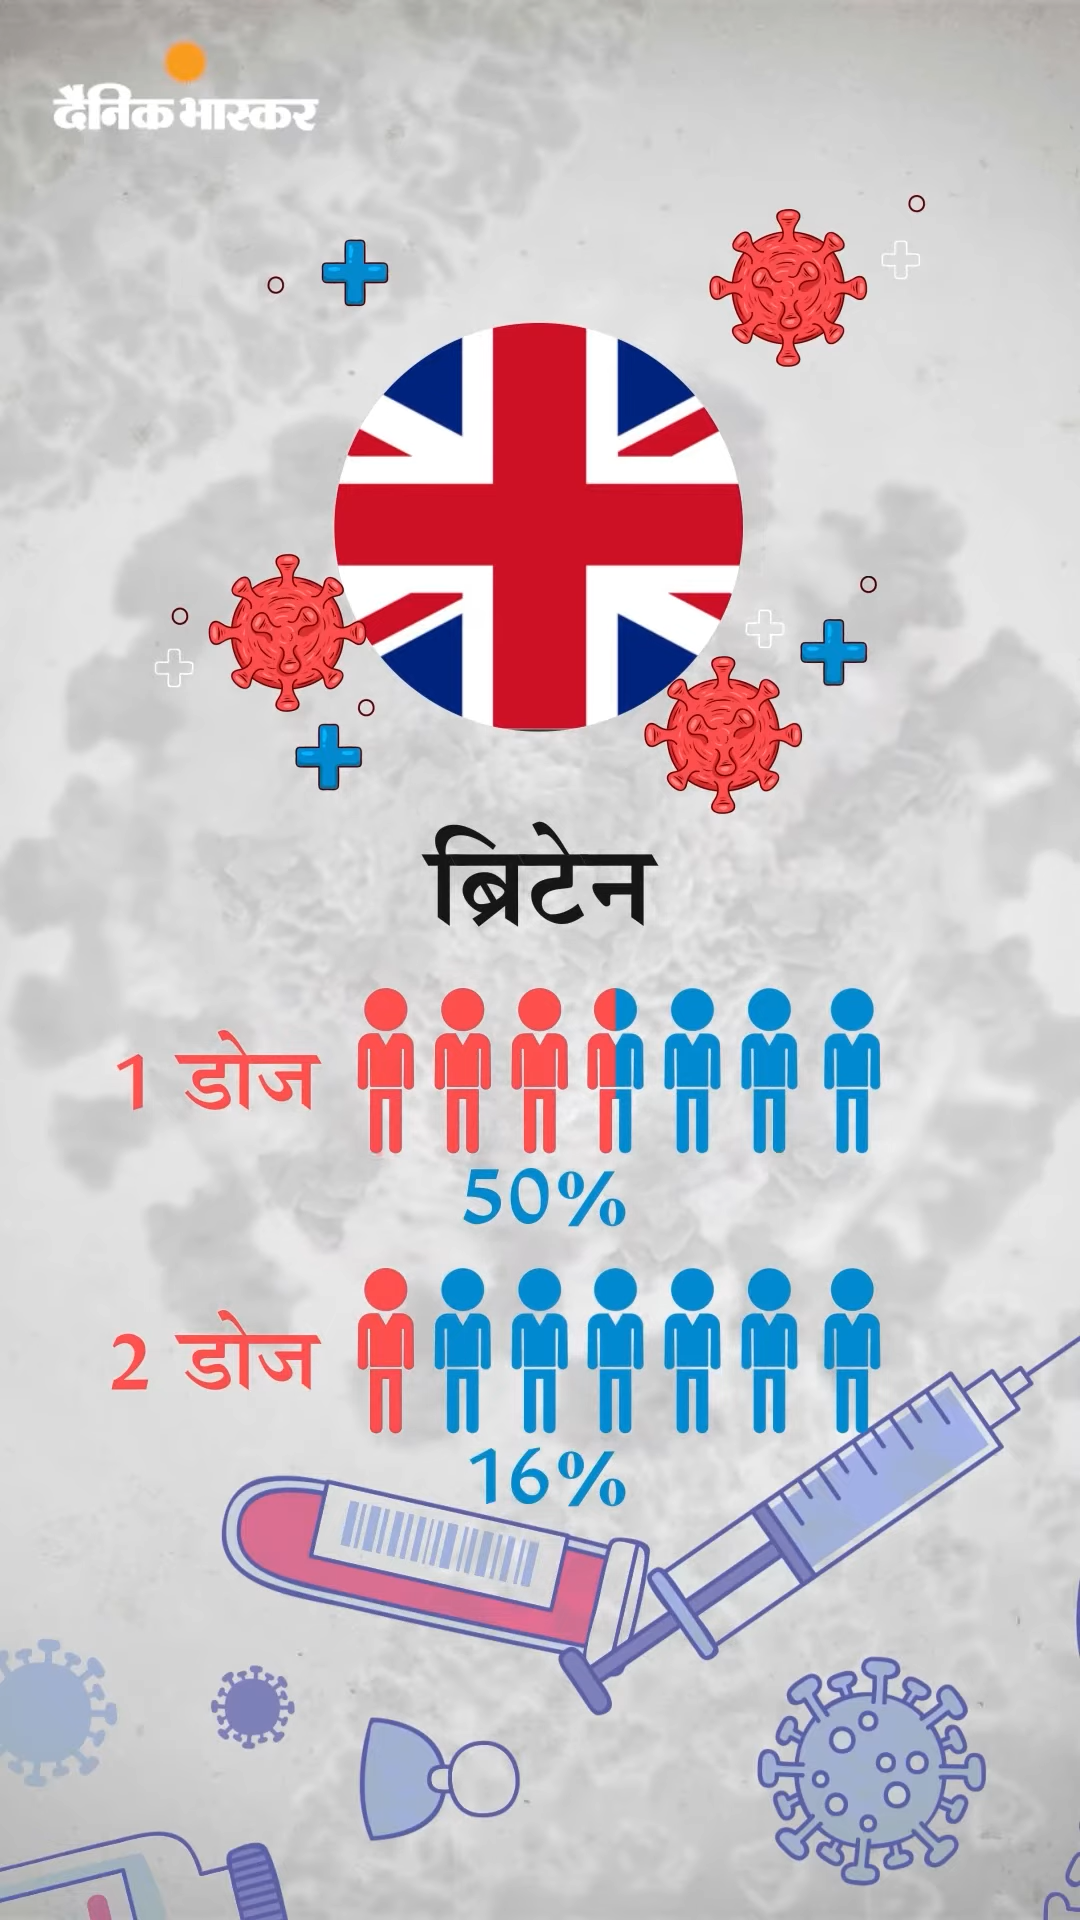 दैनिक भास्कर
ब्रिटेन
1 डोज
50%
2 डोज
16%